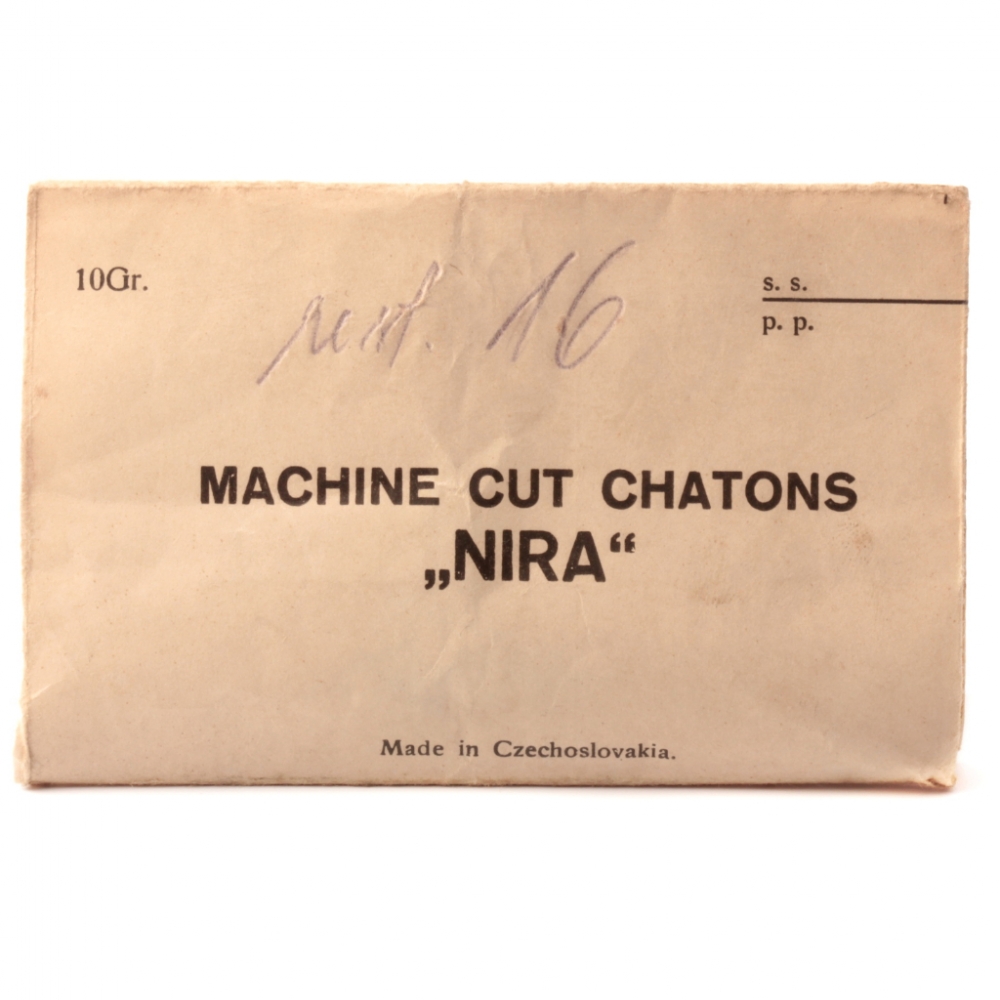 10Gr.
16
s. s.
p. p.
MACHINE CUT CHATONS
„NIRA“
Made in Czechoslovakia.